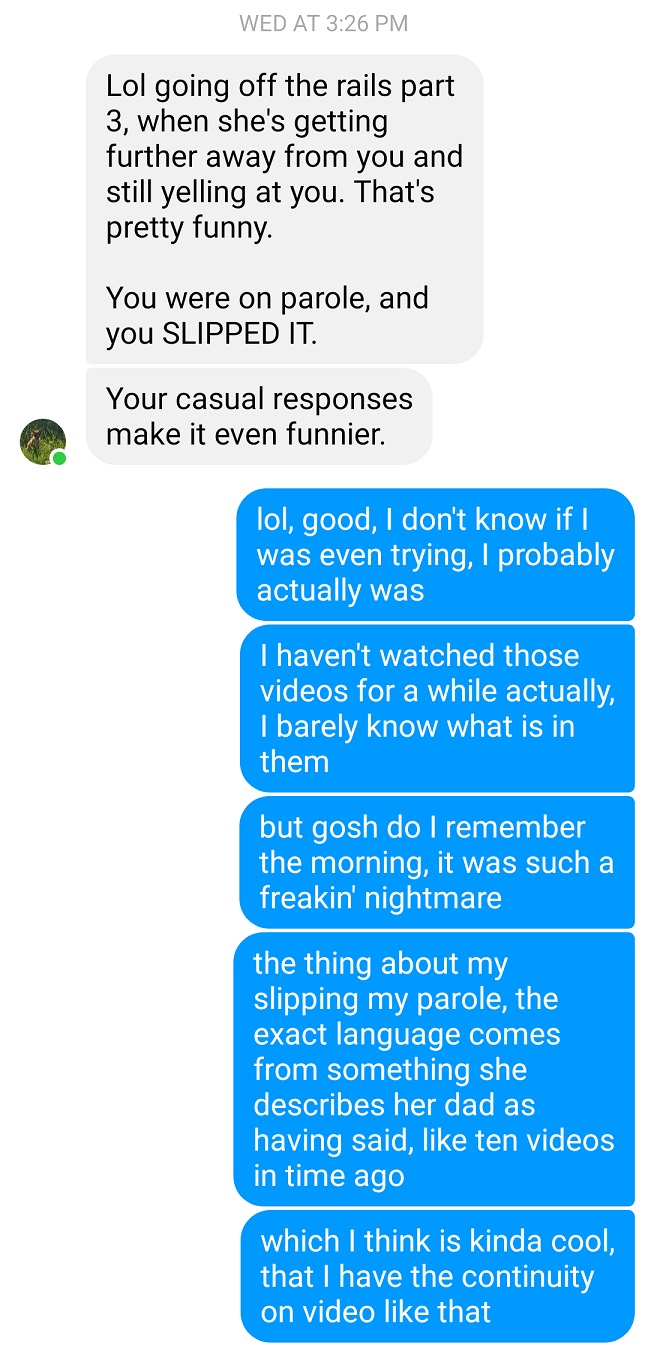 WED AT 3:26 PM
Lol going off the rails part
3, when she's getting
further away from you and
still yelling at you. That's
pretty funny.
You were on parole, and
you SLIPPED IT.
Your casual responses
make it even funnier.
lol, good, I don't know if I
was even trying, I probably
actually was
I haven't watched those
videos for a while actually,
I barely know what is in
them
but gosh do I remember
the morning, it was such a
freakin' nightmare
the thing about my
slipping my parole, the
exact language comes
from something she
describes her dad as
having said, like ten videos
in time ago
which I think is kinda cool,
that I have the continuity
on video like that